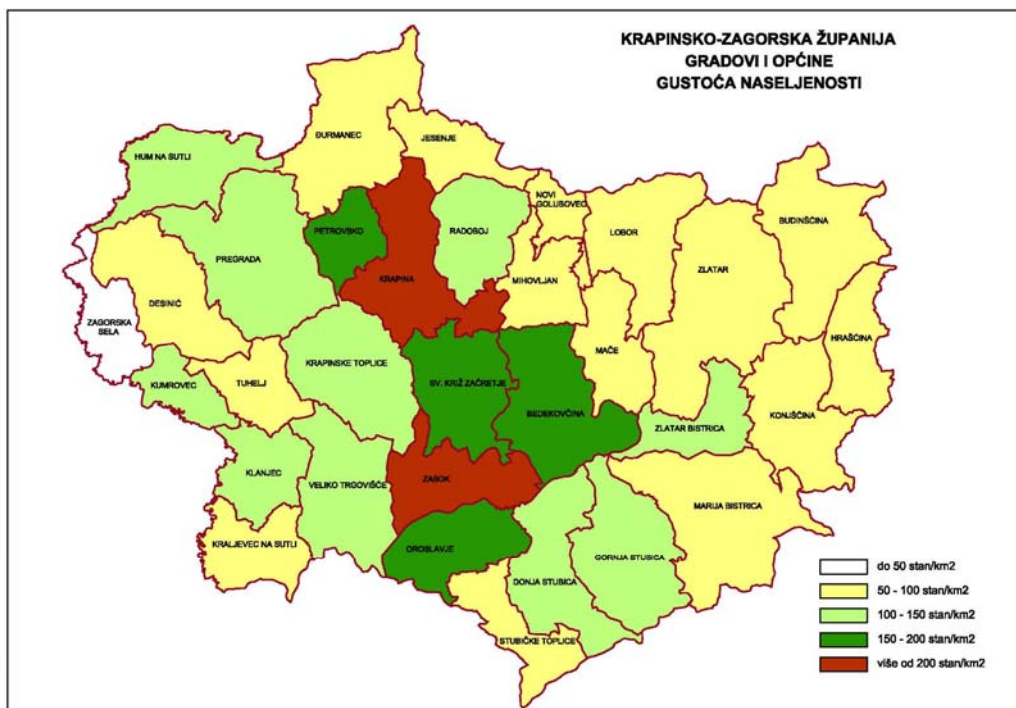 KRAPINSKO-ZAGORSKA ŽUPANIJA
GRADOVI I OPĆINE
GUSTOĆA NASELJENOSTI
ĐURMANEC
JESENJE
HUM NA SUTLI
NOVI
GOLUBOVEC
BUDINŠĆINA
PETROVSKO
RADOBOJ
LOBOR
PREGRADA
ZLATAR
KRAPINA
MIHOVLJAN
DESINIĆ
ZAGORSKA
SELA
HRAŠĆINA
MAČE
KRAPINSKE TOPLICE
TUHELJ
KUMROVEC
SV. KRIŽ ZAČRETJE
BEDEKOVČINA
KONJŠĆINA
ZLATAR BISTRICA
KLANJEC
VELIKO TRGOVIŠĆE
ZABOK
MARIJA BISTRICA
KRALJEVEC NA SUTLI
OROSLAVJE
GORNJA STUBICA
DONJA STUBICA
STUBIČKE TOPLICE
do 50 stan/km2
50 - 100 stan/km2
100 - 150 stan/km2
150 - 200 stan/km2
više od 200 stan/km2